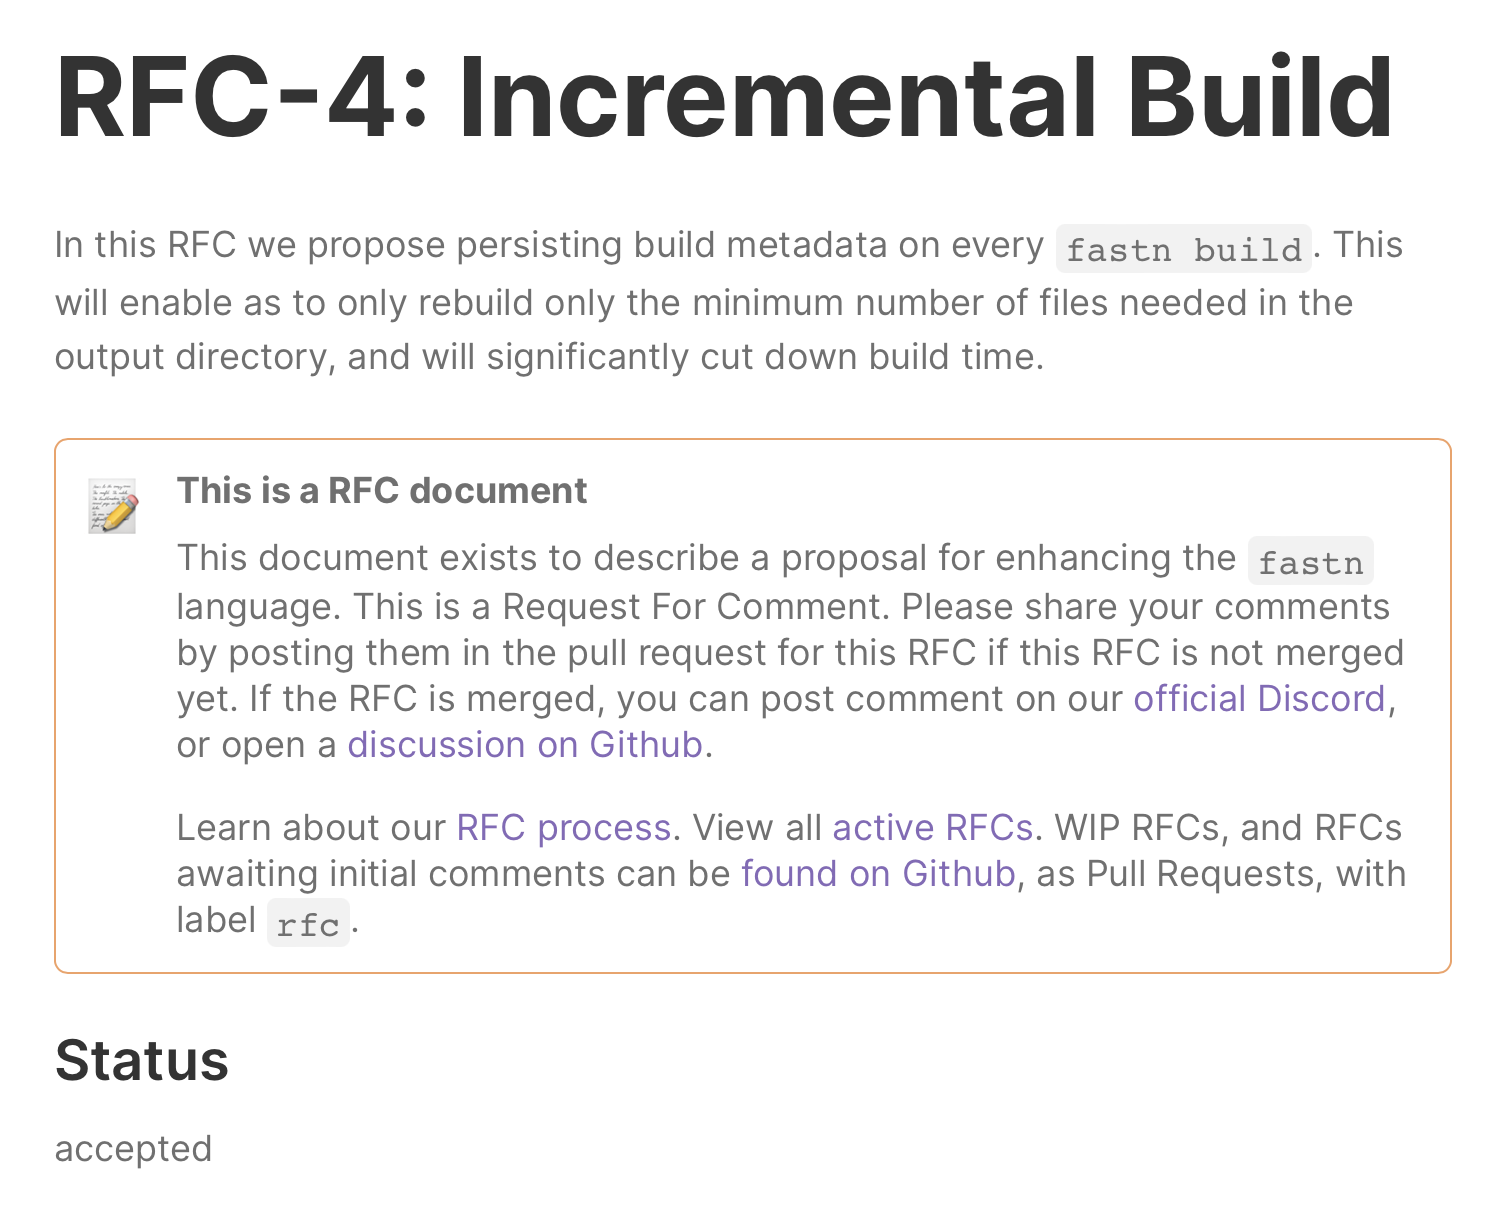 RFC-4: Incremental Build
In this RFC we propose persisting build metadata on every fastn build. This
will enable as to only rebuild only the minimum number of files needed in the
output directory, and will significantly cut down build time.
This is a RFC document
This document exists to describe a proposal for enhancing the fastn
language. This is a Request For Comment. Please share your comments
by posting them in the pull request for this RFC if this RFC is not merged
yet. If the RFC is merged, you can post comment on our official Discord,
or open a discussion on Github.
Learn about our RFC process. View all active RFCs. WIP RFCs, and RFCs
awaiting initial comments can be found on Github, as Pull Requests, with
label rfc.
Status
accepted